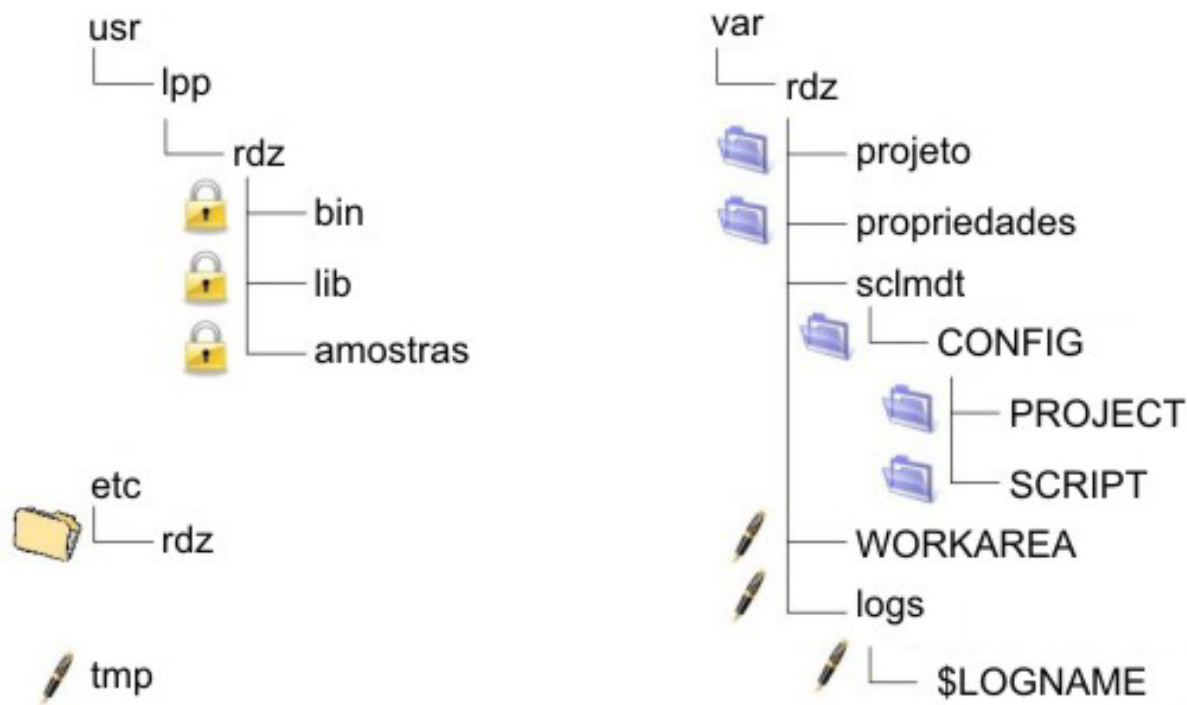 usr
lpp
rdz
bin
lib
amostras
etc
rdz
tmp
var
rdz
projeto
propriedades
sclmdt
CONFIG
PROJECT
SCRIPT
WORKAREA
logs
$LOGNAME